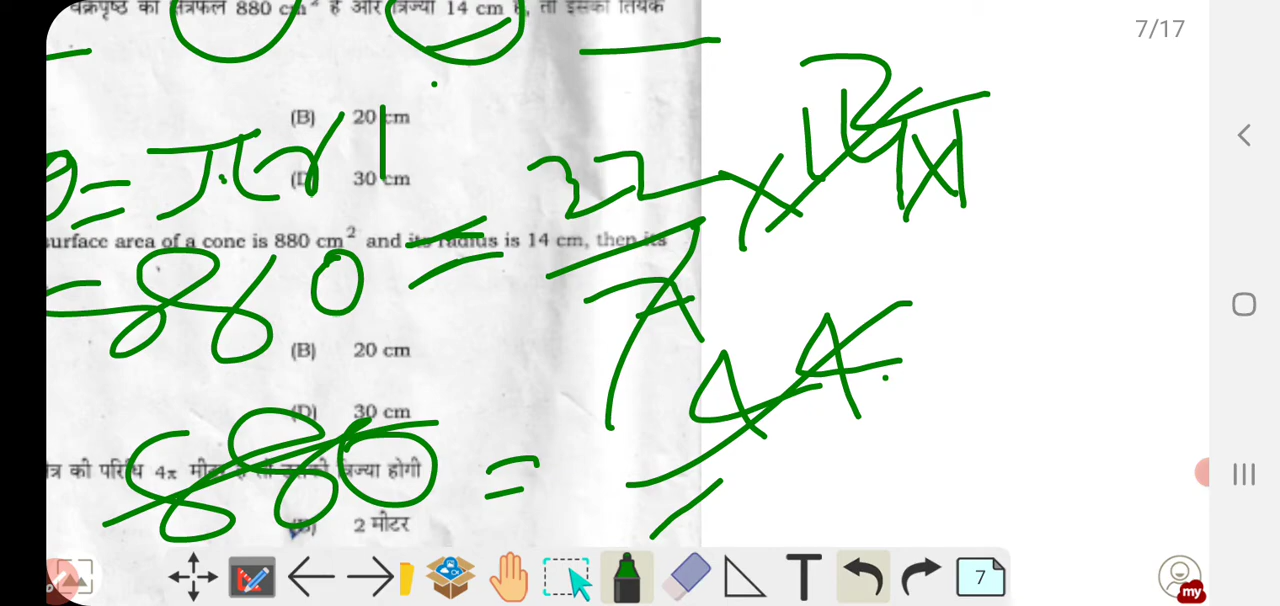 वक्रपृष्ठ का क्षेत्रफल 880 cm² है और त्रिज्या 14 cm है, तो इसकी तिर्यक
7/17
(B) 20 cm
= πrl
(D) 30 cm
= 22/7 × 14 × l
surface area of a cone is 880 cm² and its radius is 14 cm, then its
= 880
(B) 20 cm
44
(D) 30 cm
880 =
की परिधि 4π मीटर है तो उसकी त्रिज्या होगी
(B) 2 मीटर
T
7
my